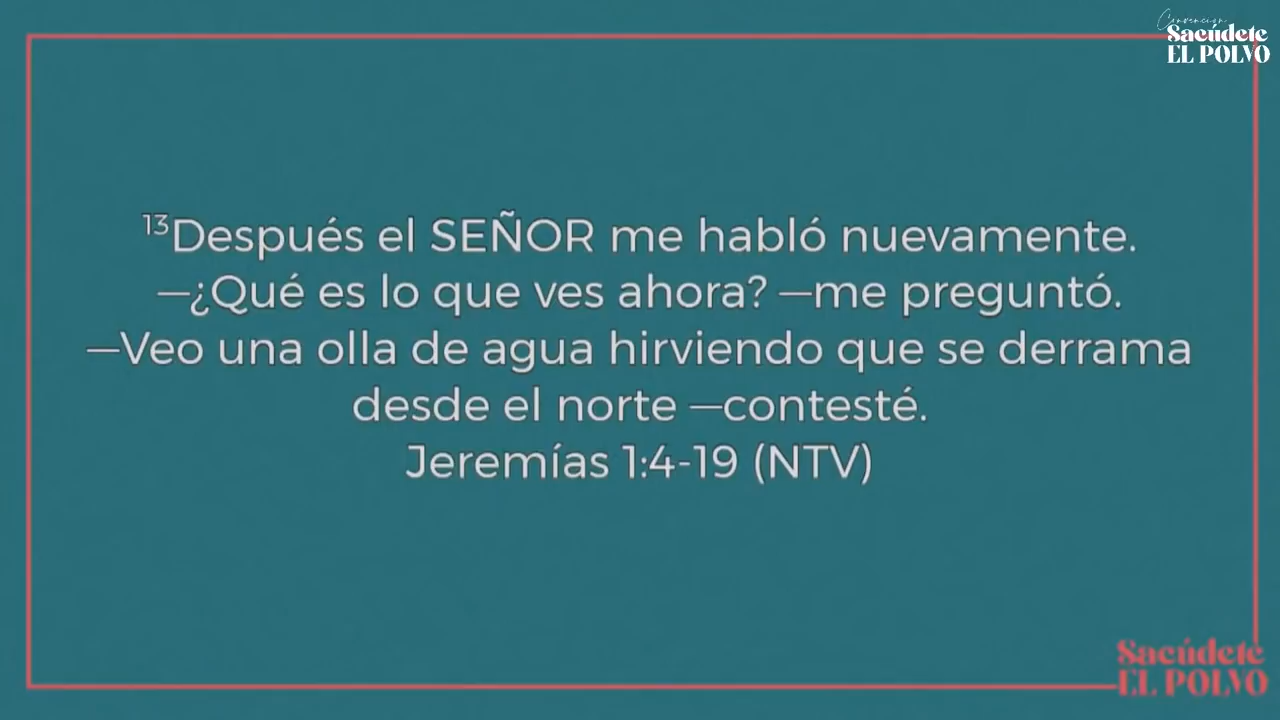 Convención
Sacúdete
EL POLVO
¹³Después el SEÑOR me habló nuevamente.
—¿Qué es lo que ves ahora? —me preguntó.
—Veo una olla de agua hirviendo que se derrama
desde el norte —contesté.
Jeremías 1:4-19 (NTV)
Sacúdete
EL POLVO